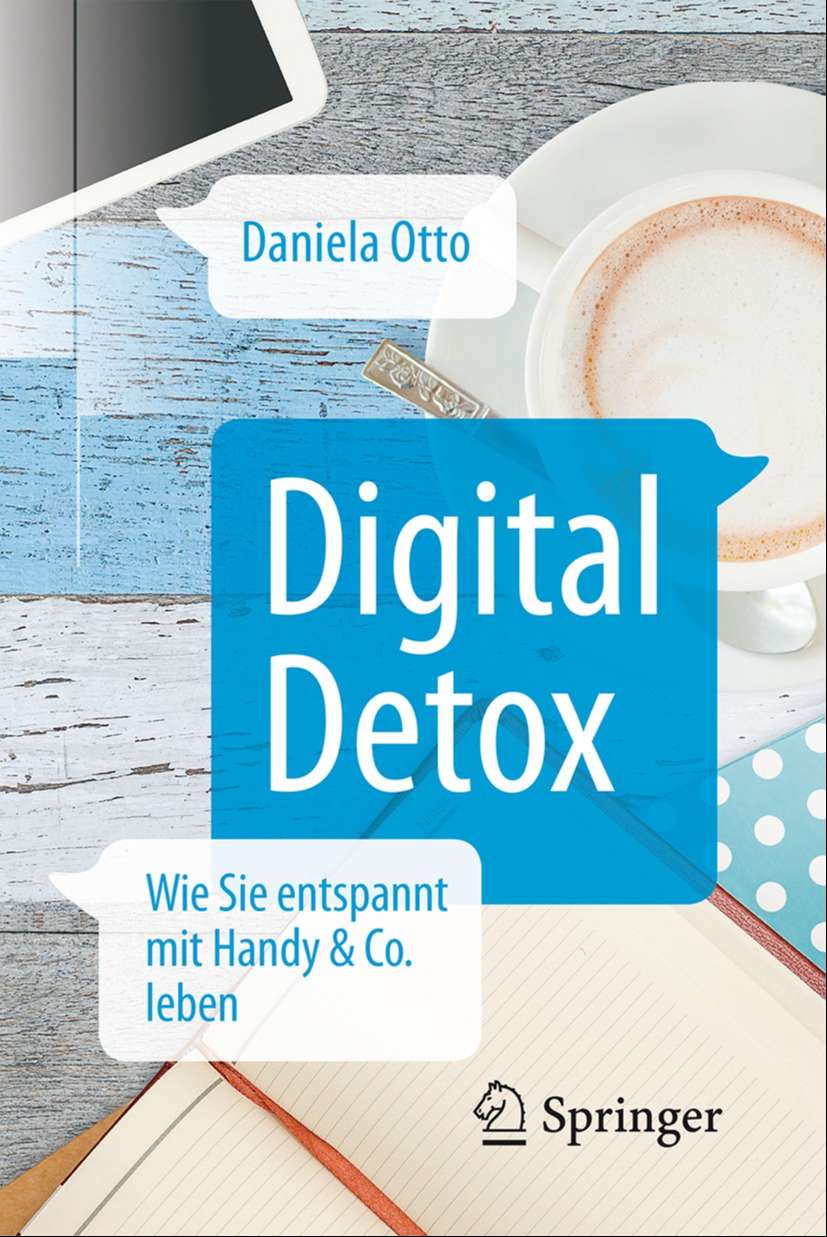 Daniela Otto
Digital
Detox
Wie Sie entspannt
mit Handy & Co.
leben
Springer